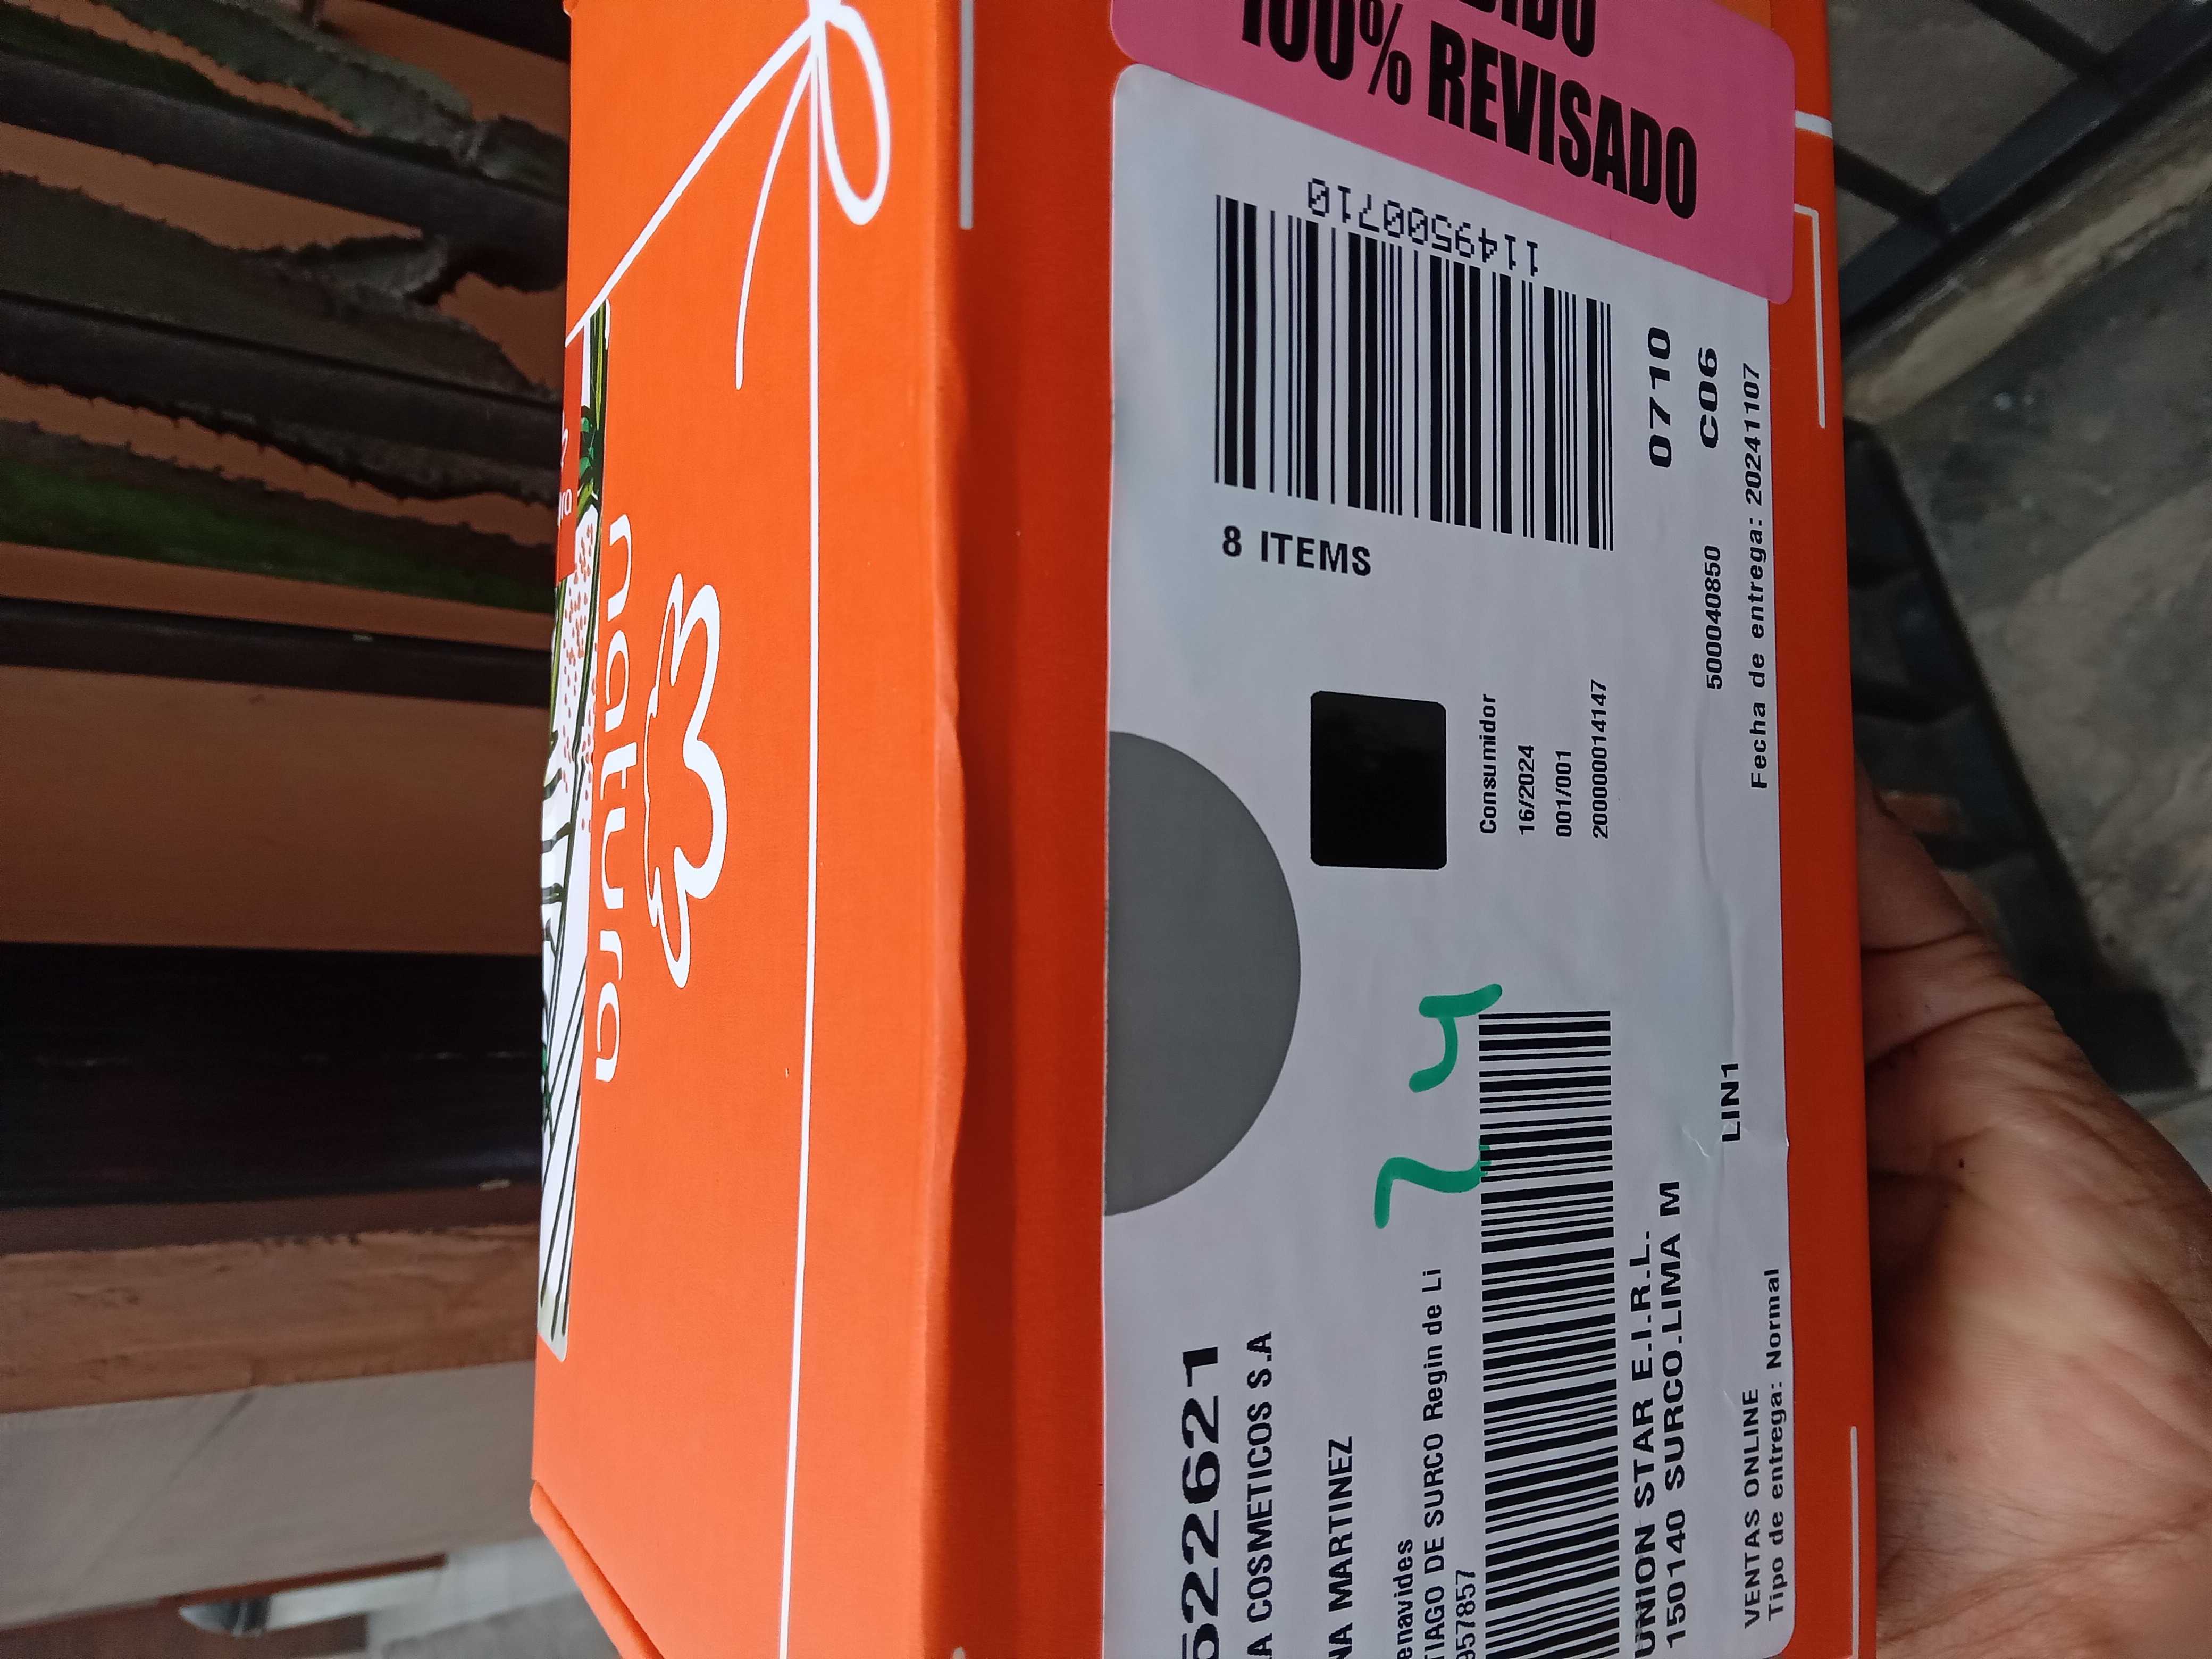 natura
100% REVISADO
1149500710
8 ITEMS
0710
C06
500040850
Fecha de entrega: 20241107
Consumidor
16/2024
001/001
2000000014147
24
522621
A COSMETICOS S.A
NA MARTINEZ
enavides
TIAGO DE SURCO Regin de Li
957857
UNION STAR E.I.R.L.
150140 SURCO.LIMA M
LIN1
VENTAS ONLINE
Tipo de entrega: Normal